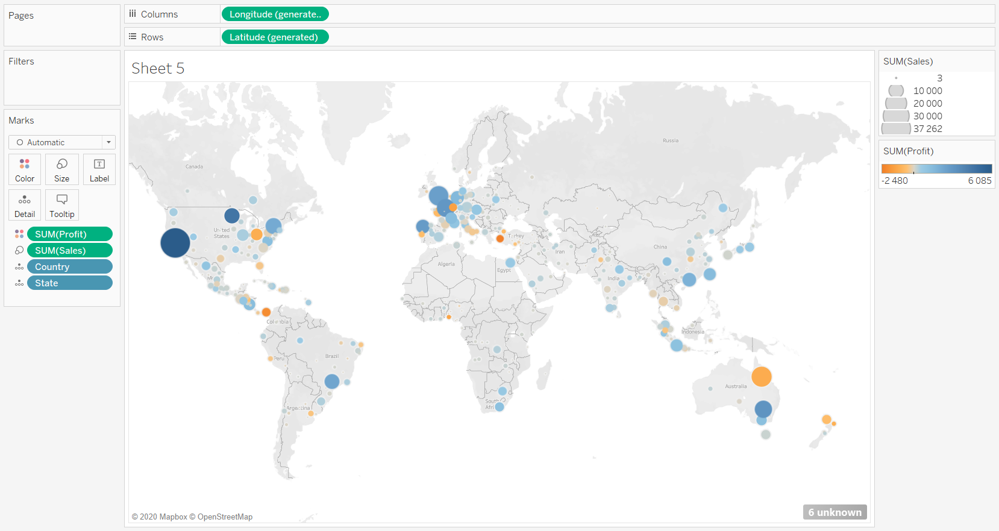 Pages
Columns
Longitude (generate..
Rows
Latitude (generated)
Filters
Marks
Automatic
Color
Size
Label
Detail
Tooltip
SUM(Profit)
SUM(Sales)
Country
State
Sheet 5
Russia
Canada
United
States
Turkey
China
Iran
Algeria
Egypt
India
Indonesia
Peru
Brazil
Australia
Argentina
© 2020 Mapbox © OpenStreetMap
6 unknown
SUM(Sales)
3
10 000
20 000
30 000
37 262
SUM(Profit)
-2 480
6 085